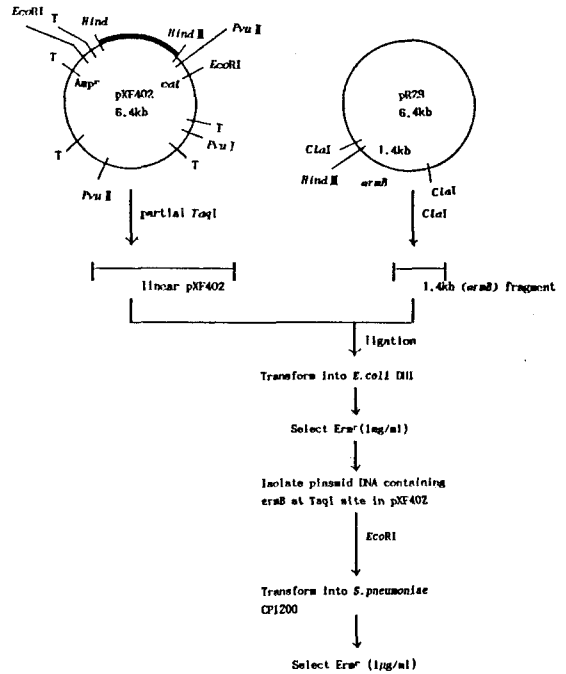 EcoRI
T
Hind
Hind III
Pvu II
T
EcoRI
Ampr
cat
pXF402
6.4kb
T
Pvu I
T
T
Pvu II
pR79
6.4kb
ClaI
1.4kb
Hind III
ermB
ClaI
partial TaqI
ClaI
linear pXF402
1.4kb (ermB) fragment
ligation
Transform into E.coli DH1
Select Ermr(1mg/ml)
Isolate plasmid DNA containing
ermB at TaqI site in pXF402
EcoRI
Transform into S.pneumoniae
CP1200
Select Ermr (1μg/ml)